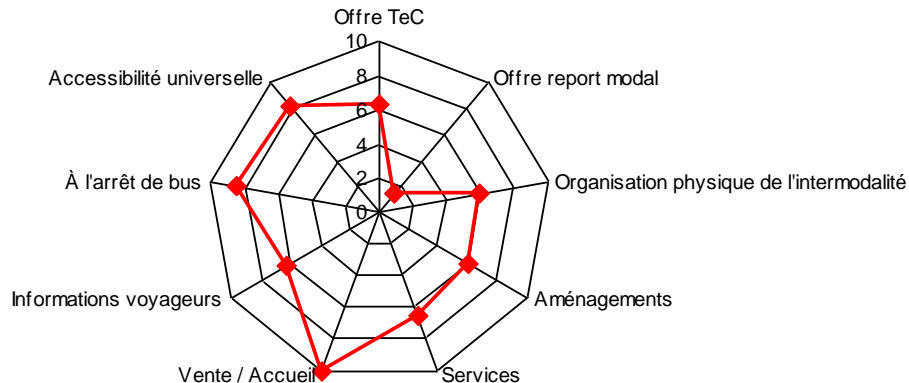 Offre TeC
10
Accessibilité universelle
8
Offre report modal
6
À l'arrêt de bus
4
Organisation physique de l'intermodalité
2
0
Informations voyageurs
Aménagements
Vente / Accueil
Services